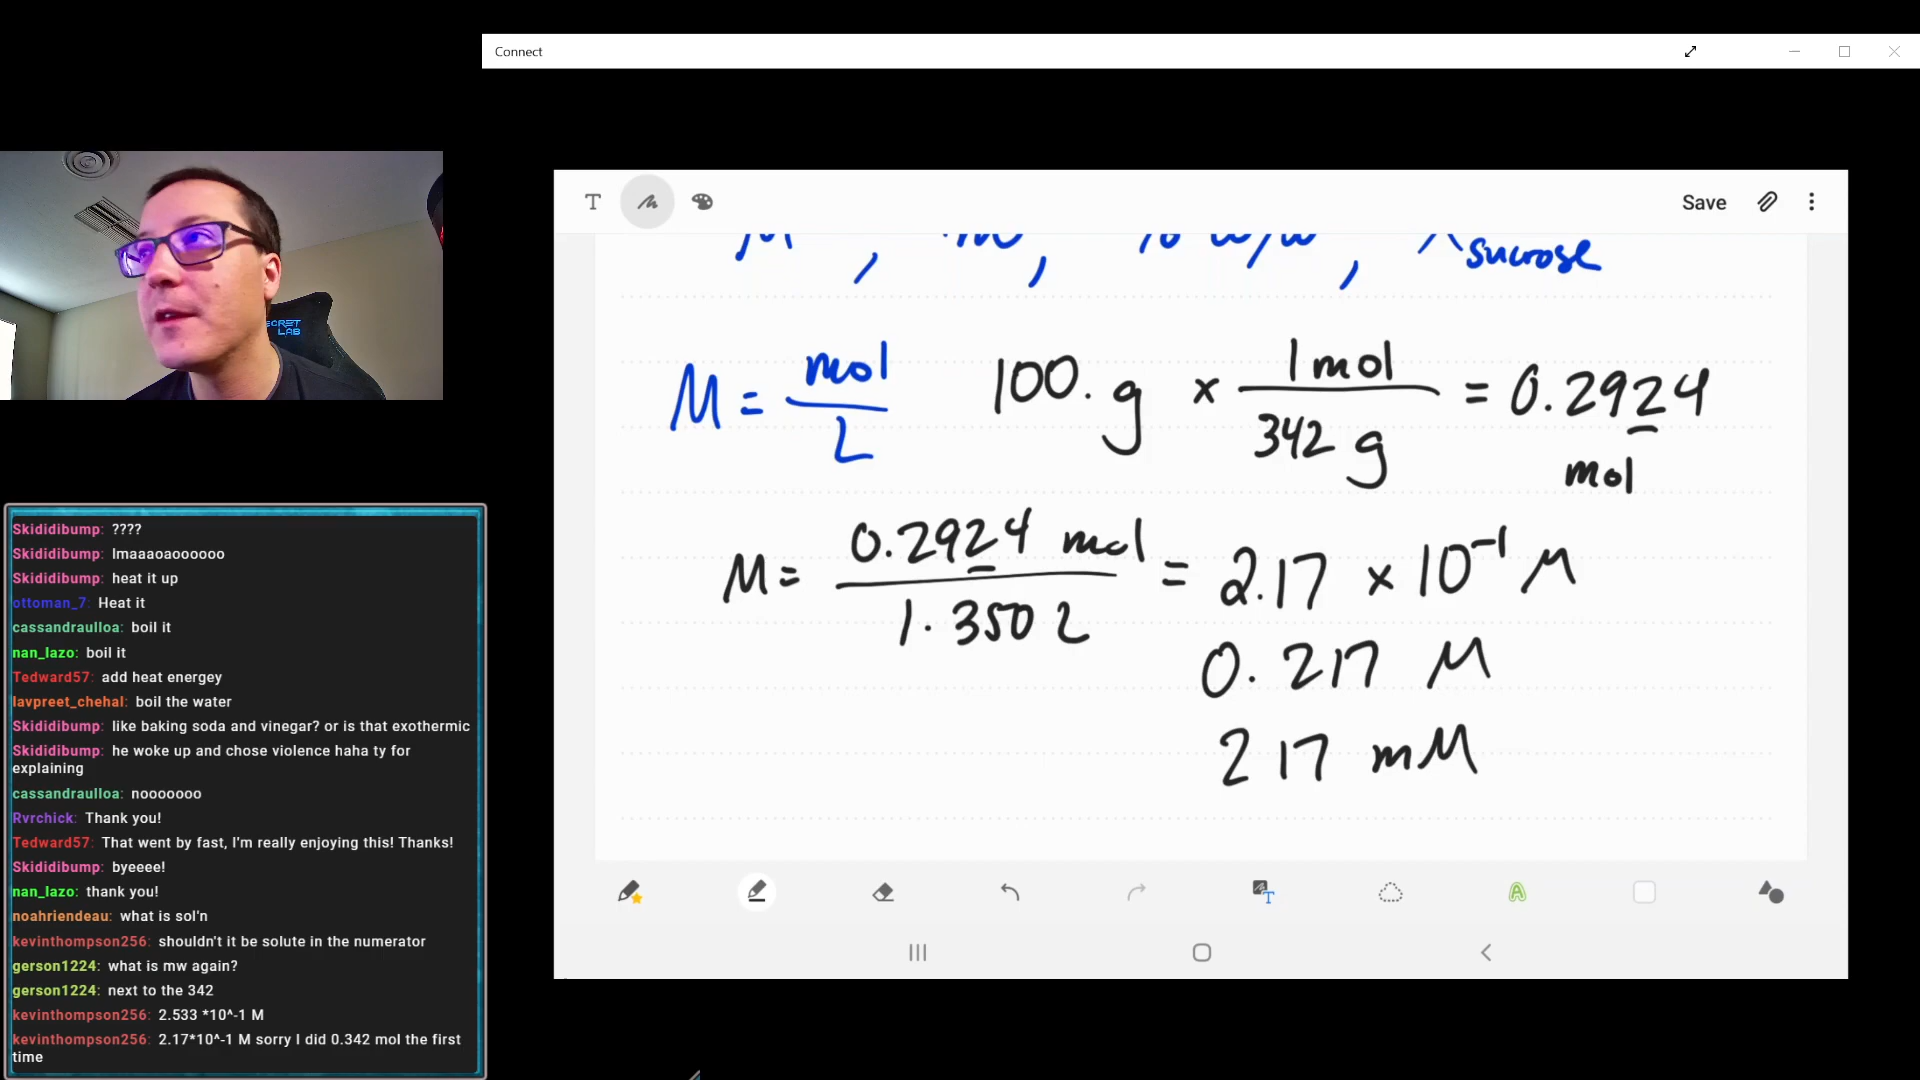 Connect
T
Save
sucrose
M = mol / L 100. g x 1 mol / 342 g = 0.2924 mol
M = 0.2924 mol / 1.350 L = 2.17 x 10^-1 M
0.217 M
217 mM
A
T
ECRET
LAB
Skididibump: ????
Skididibump: lmaaaoaoooooo
Skididibump: heat it up
ottoman_7: Heat it
cassandraulloa: boil it
nan_lazo: boil it
Tedward57: add heat energey
lavpreet_chehal: boil the water
Skididibump: like baking soda and vinegar? or is that exothermic
Skididibump: he woke up and chose violence haha ty for
explaining
cassandraulloa: nooooooo
Rvrchick: Thank you!
Tedward57: That went by fast, I'm really enjoying this! Thanks!
Skididibump: byeeee!
nan_lazo: thank you!
noahriendeau: what is sol'n
kevinthompson256: shouldn't it be solute in the numerator
gerson1224: what is mw again?
gerson1224: next to the 342
kevinthompson256: 2.533 *10^-1 M
kevinthompson256: 2.17*10^-1 M sorry I did 0.342 mol the first
time